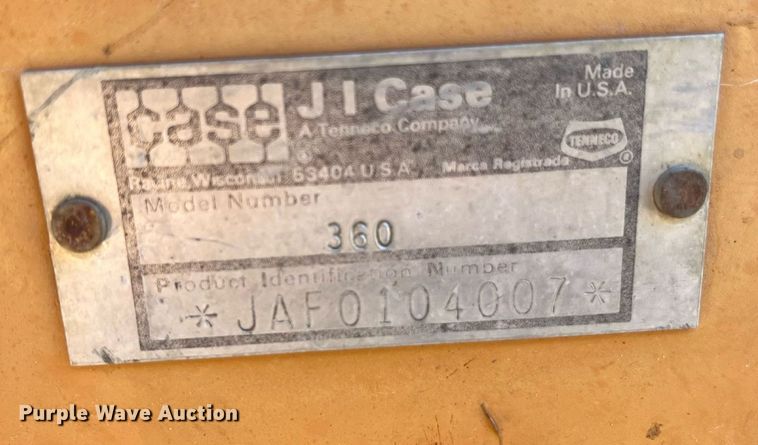 case
J I Case
A Tenneco Company
Made
In U.S.A.
TENNECO
®
®
Racine Wisconsin 53404 U.S.A.
Marca Registrada
Model Number
360
Product Identification Number
*JAF0104007*
Purple Wave Auction